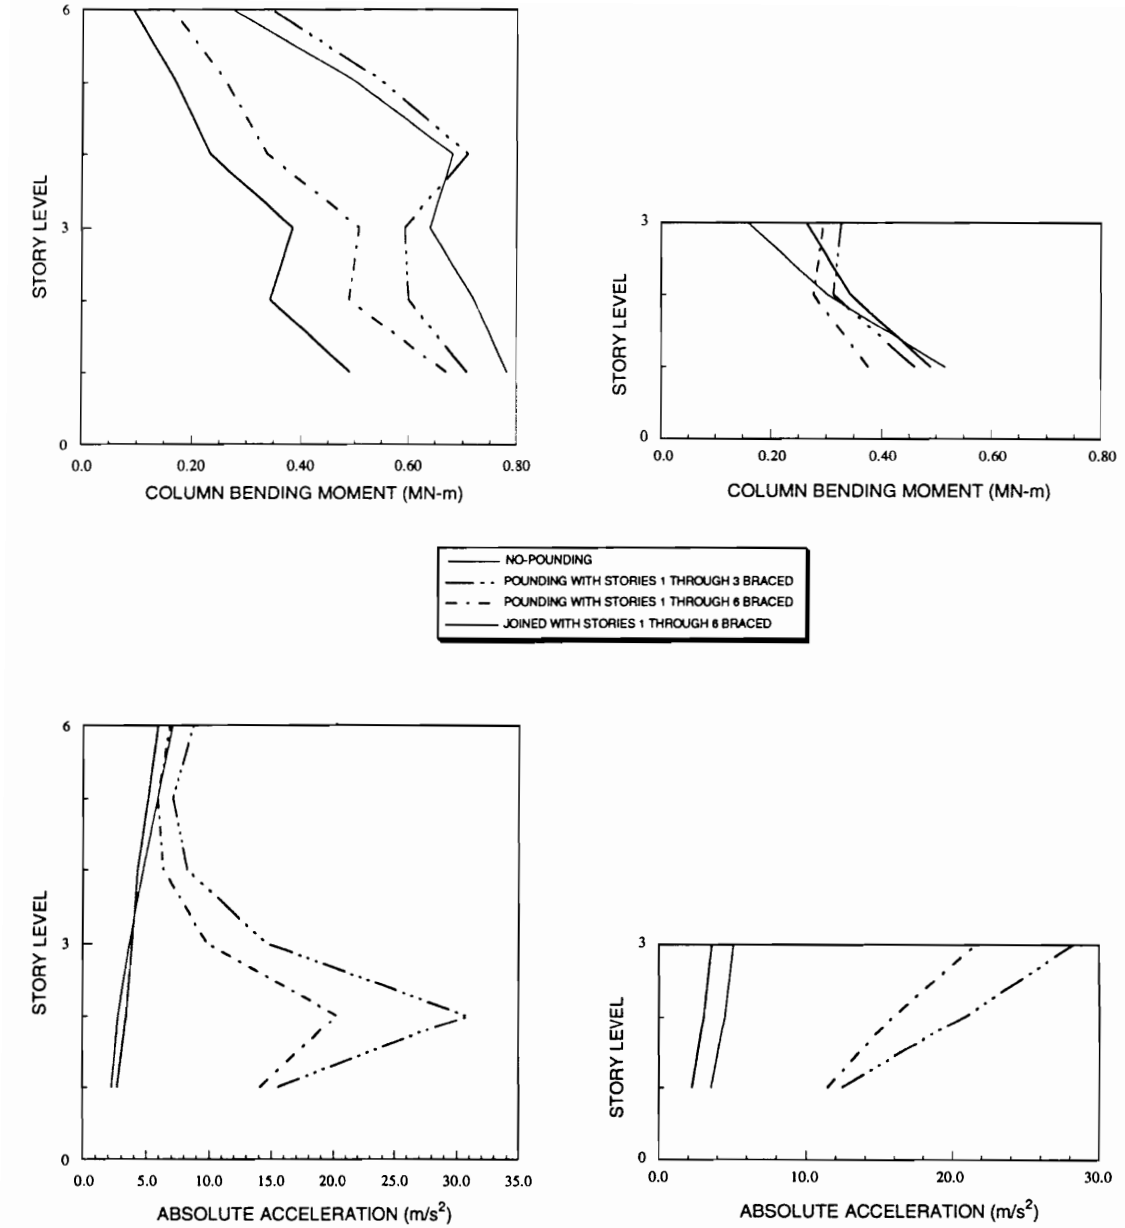 6
3
0
STORY LEVEL
0.0 0.20 0.40 0.60 0.80
COLUMN BENDING MOMENT (MN-m)
3
0
STORY LEVEL
0.0 0.20 0.40 0.60 0.80
COLUMN BENDING MOMENT (MN-m)
NO-POUNDING
POUNDING WITH STORIES 1 THROUGH 3 BRACED
POUNDING WITH STORIES 1 THROUGH 6 BRACED
JOINED WITH STORIES 1 THROUGH 6 BRACED
6
3
0
STORY LEVEL
0.0 5.0 10.0 15.0 20.0 25.0 30.0 35.0
ABSOLUTE ACCELERATION (m/s²)
3
0
STORY LEVEL
0.0 10.0 20.0 30.0
ABSOLUTE ACCELERATION (m/s²)